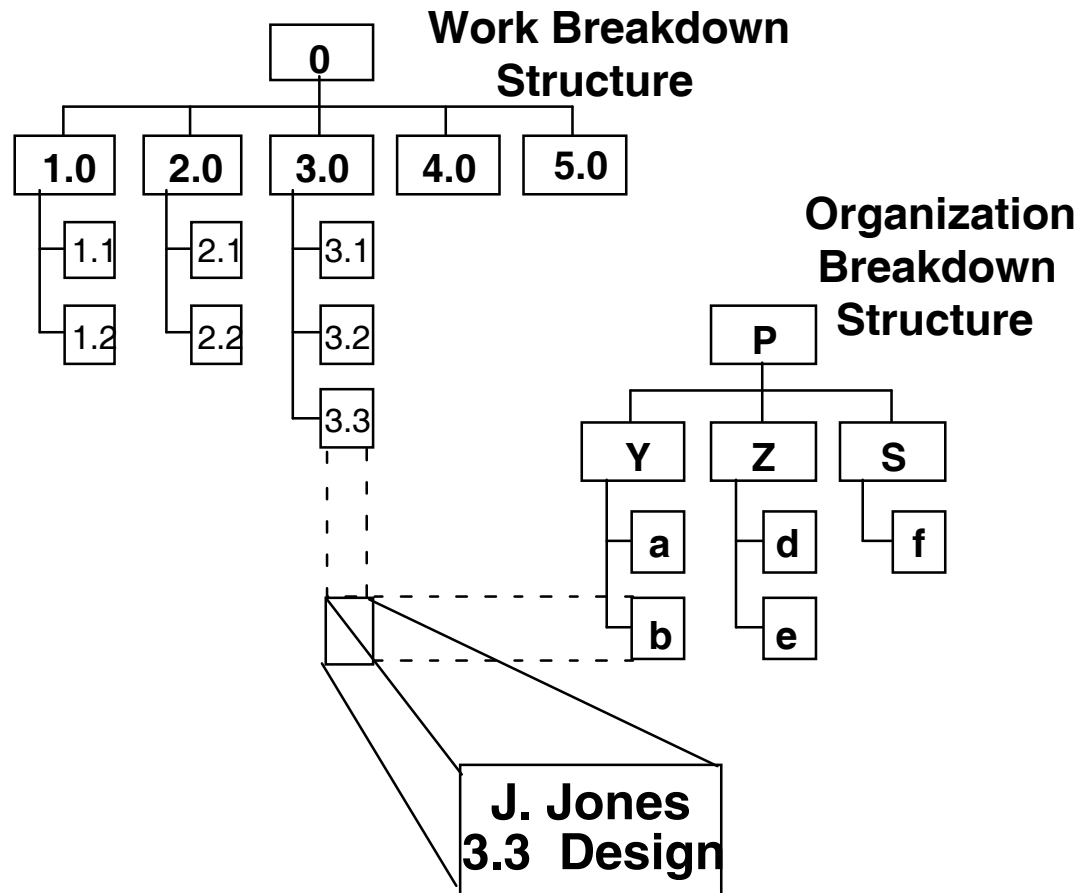 Work Breakdown
Structure
0
1.0 2.0 3.0 4.0 5.0
1.1 2.1 3.1
1.2 2.2 3.2
3.3
Organization
Breakdown
Structure
P
Y Z S
a d f
b e
J. Jones
3.3 Design